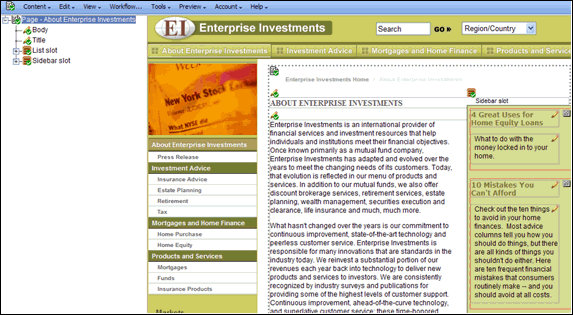 Content Edit View Workflow... Tools Preview Account Help
Page - About Enterprise Investments
Body
Title
List slot
Sidebar slot
EI Enterprise Investments
Search GO Region/Country
About Enterprise Investments Investment Advice Mortgages and Home Finance Products and Service
New York Stock
What NYSE did
About Enterprise Investments
Press Release
Investment Advice
Insurance Advice
Estate Planning
Retirement
Tax
Mortgages and Home Finance
Home Purchase
Home Equity
Products and Services
Mortgages
Funds
Insurance Products
Markets
Enterprise Investments Home / About Enterprise Investments
ABOUT ENTERPRISE INVESTMENTS
Enterprise Investments is an international provider of
financial services and investment resources that help
individuals and institutions meet their financial objectives.
Once known primarily as a mutual fund company,
Enterprise Investments has adapted and evolved over the
years to meet the changing needs of its customers. Today,
that evolution is reflected in our menu of products and
services. In addition to our mutual funds, we also offer
discount brokerage services, retirement services, estate
planning, wealth management, securities execution and
clearance, life insurance and much, much more.
What hasn't changed over the years is our commitment to
continuous improvement, state-of-the-art technology and
peerless customer service. Enterprise Investments is
responsible for many innovations that are standards in the
industry today. We reinvest a substantial portion of our
revenues each year back into technology to deliver new
products and services to investors. We are consistently
recognized by industry surveys and publications for
providing some of the highest levels of customer support.
Continuous improvement, ahead-of-the-curve technology,
and superlative customer service: these time-honored
Sidebar slot
4 Great Uses for
Home Equity Loans
What to do with the
money locked in to your
home.
10 Mistakes You
Can't Afford
Check out the ten things
to avoid in your home
finances. Most advice
columns tell you how you
should do things, but there
are all kinds of things you
shouldn't do either. Here
are ten frequent financial
mistakes that consumers
routinely make -- and you
should avoid at all costs.